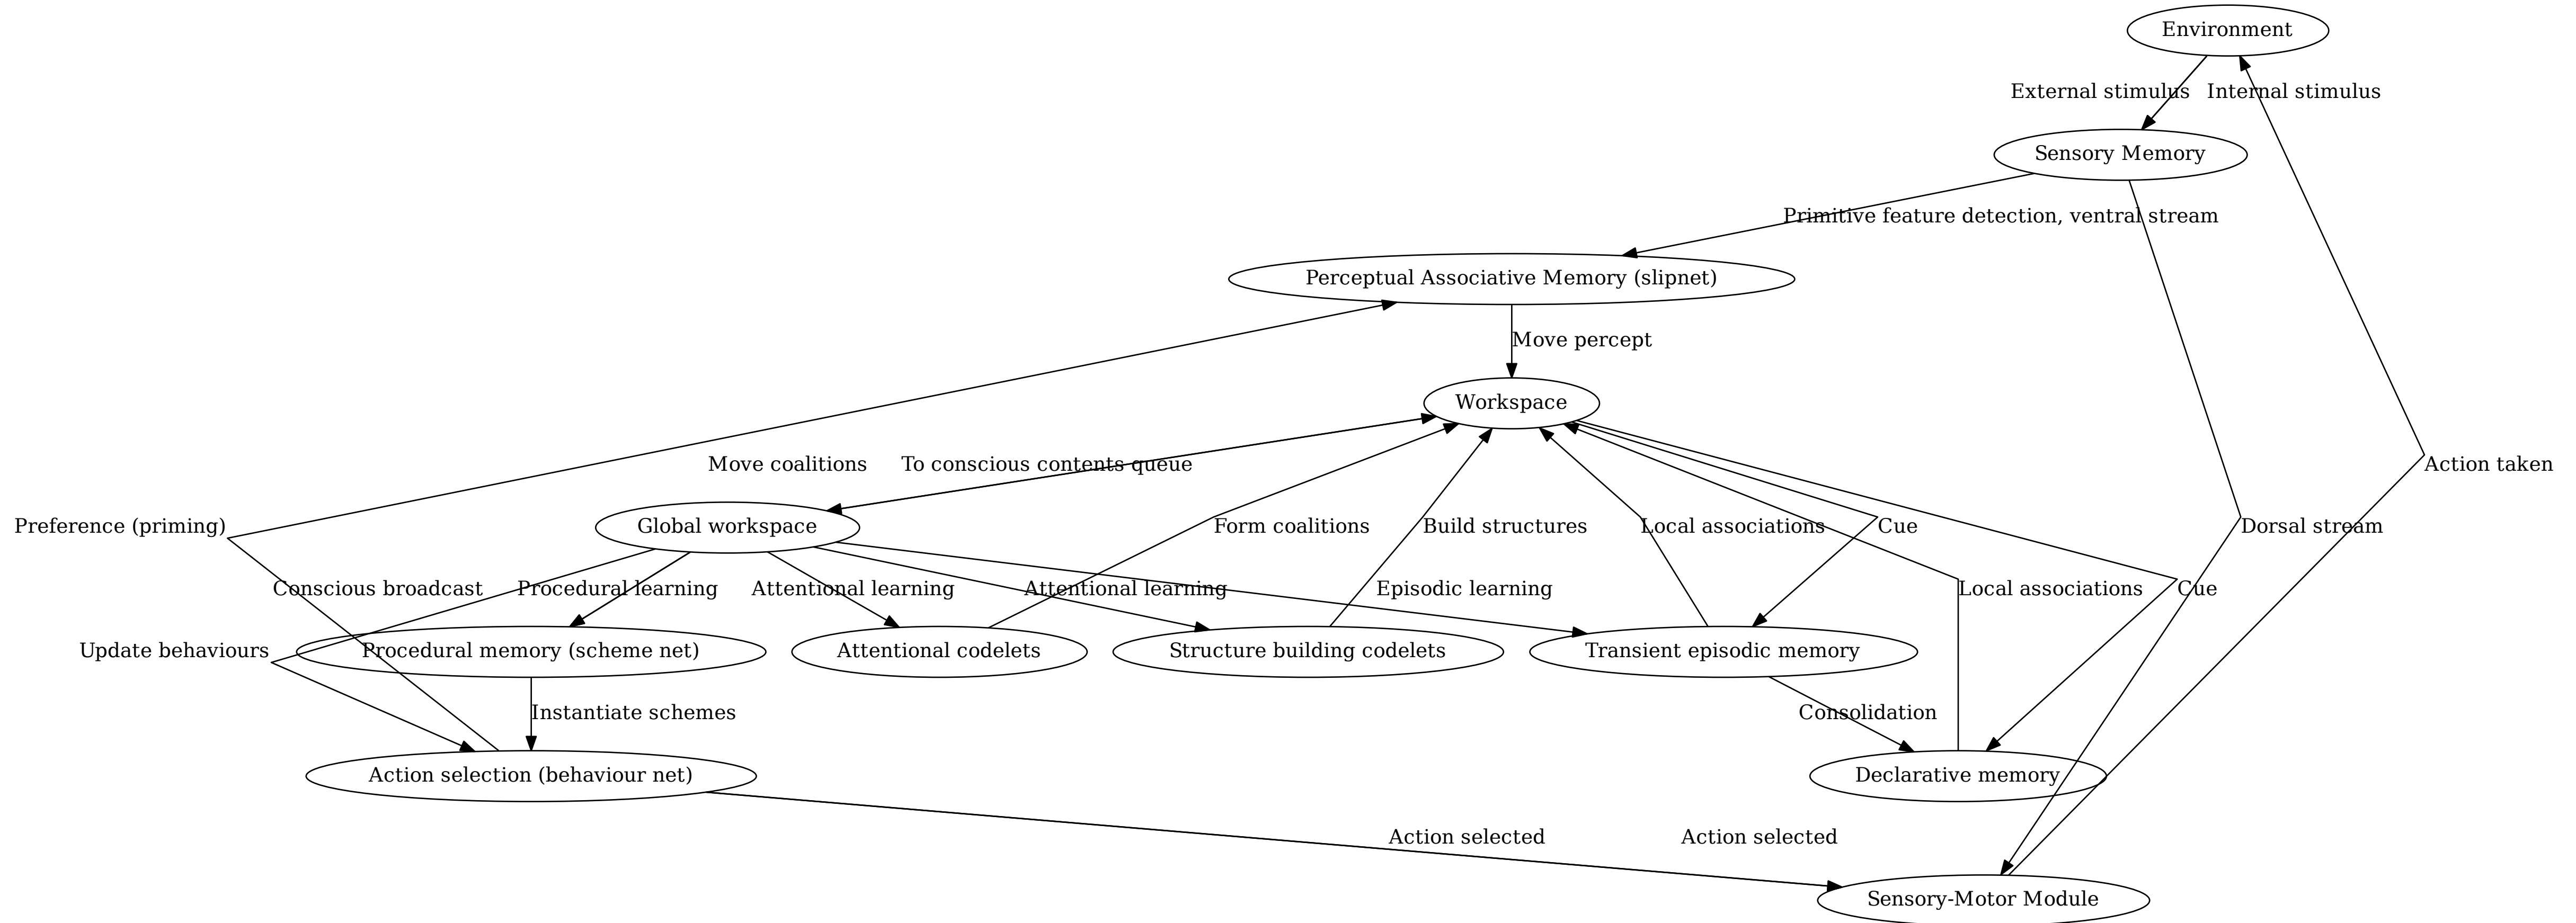 Environment
External stimulus
Internal stimulus
Sensory Memory
Primitive feature detection, ventral stream
Perceptual Associative Memory (slipnet)
Move percept
Workspace
Move coalitions
To conscious contents queue
Action taken
Preference (priming)
Global workspace
Form coalitions
Build structures
Local associations
Cue
Dorsal stream
Conscious broadcast
Procedural learning
Attentional learning
Attentional learning
Episodic learning
Local associations
Cue
Update behaviours
Procedural memory (scheme net)
Attentional codelets
Structure building codelets
Transient episodic memory
Instantiate schemes
Consolidation
Action selection (behaviour net)
Declarative memory
Action selected
Action selected
Sensory-Motor Module